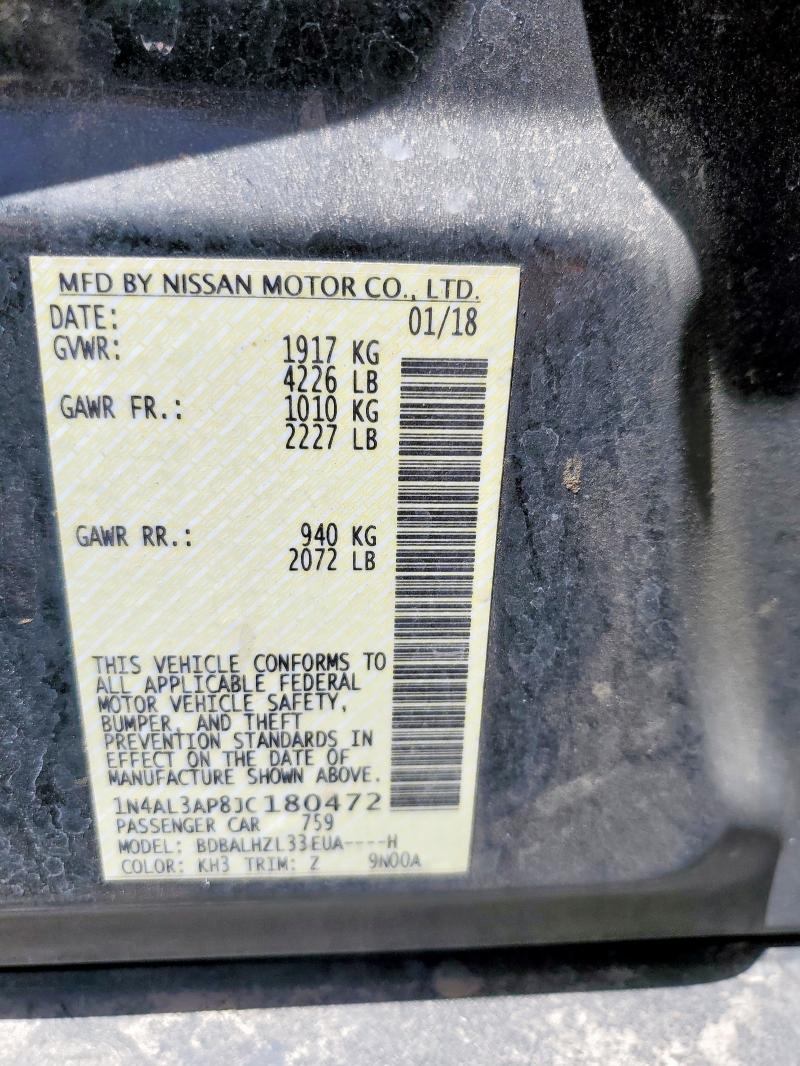 MFD BY NISSAN MOTOR CO., LTD.
DATE: 01/18
GVWR: 1917 KG
4226 LB
GAWR FR.: 1010 KG
2227 LB
GAWR RR.: 940 KG
2072 LB
THIS VEHICLE CONFORMS TO
ALL APPLICABLE FEDERAL
MOTOR VEHICLE SAFETY,
BUMPER, AND THEFT
PREVENTION STANDARDS IN
EFFECT ON THE DATE OF
MANUFACTURE SHOWN ABOVE.
1N4AL3AP8JC180472
PASSENGER CAR 759
MODEL: BDBALHZL33EUA----H
COLOR: KH3 TRIM: Z 9N00A